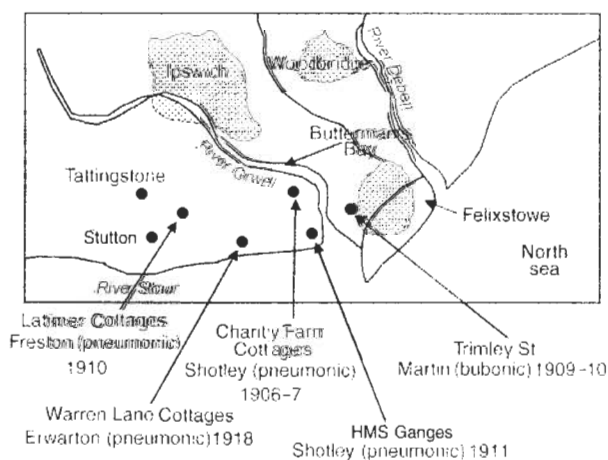 Ipswich
Woodbridge
River Deben
Butterman's
Bay
River Orwell
Tattingstone
Stutton
Felixstowe
North
sea
River Stour
Latimer Cottages
Freston (pneumonic)
1910
Charity Farm
Cottages
Shotley (pneumonic)
1906-7
Trimley St
Martin (bubonic) 1909-10
Warren Lane Cottages
Erwarton (pneumonic) 1918
HMS Ganges
Shotley (pneumonic) 1911